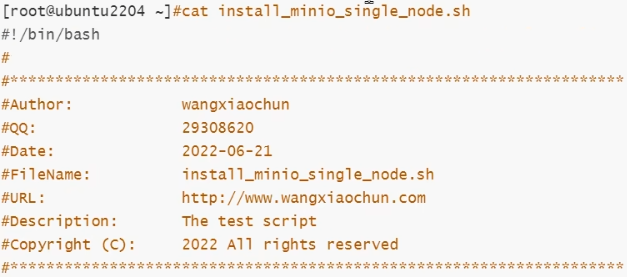 [root@ubuntu2204 ~]#cat install_minio_single_node.sh
#!/bin/bash
#
#********************************************************************
#Author:            wangxiaochun
#QQ:                29308620
#Date:              2022-06-21
#FileName:          install_minio_single_node.sh
#URL:               http://www.wangxiaochun.com
#Description:       The test script
#Copyright (C):     2022 All rights reserved
#********************************************************************